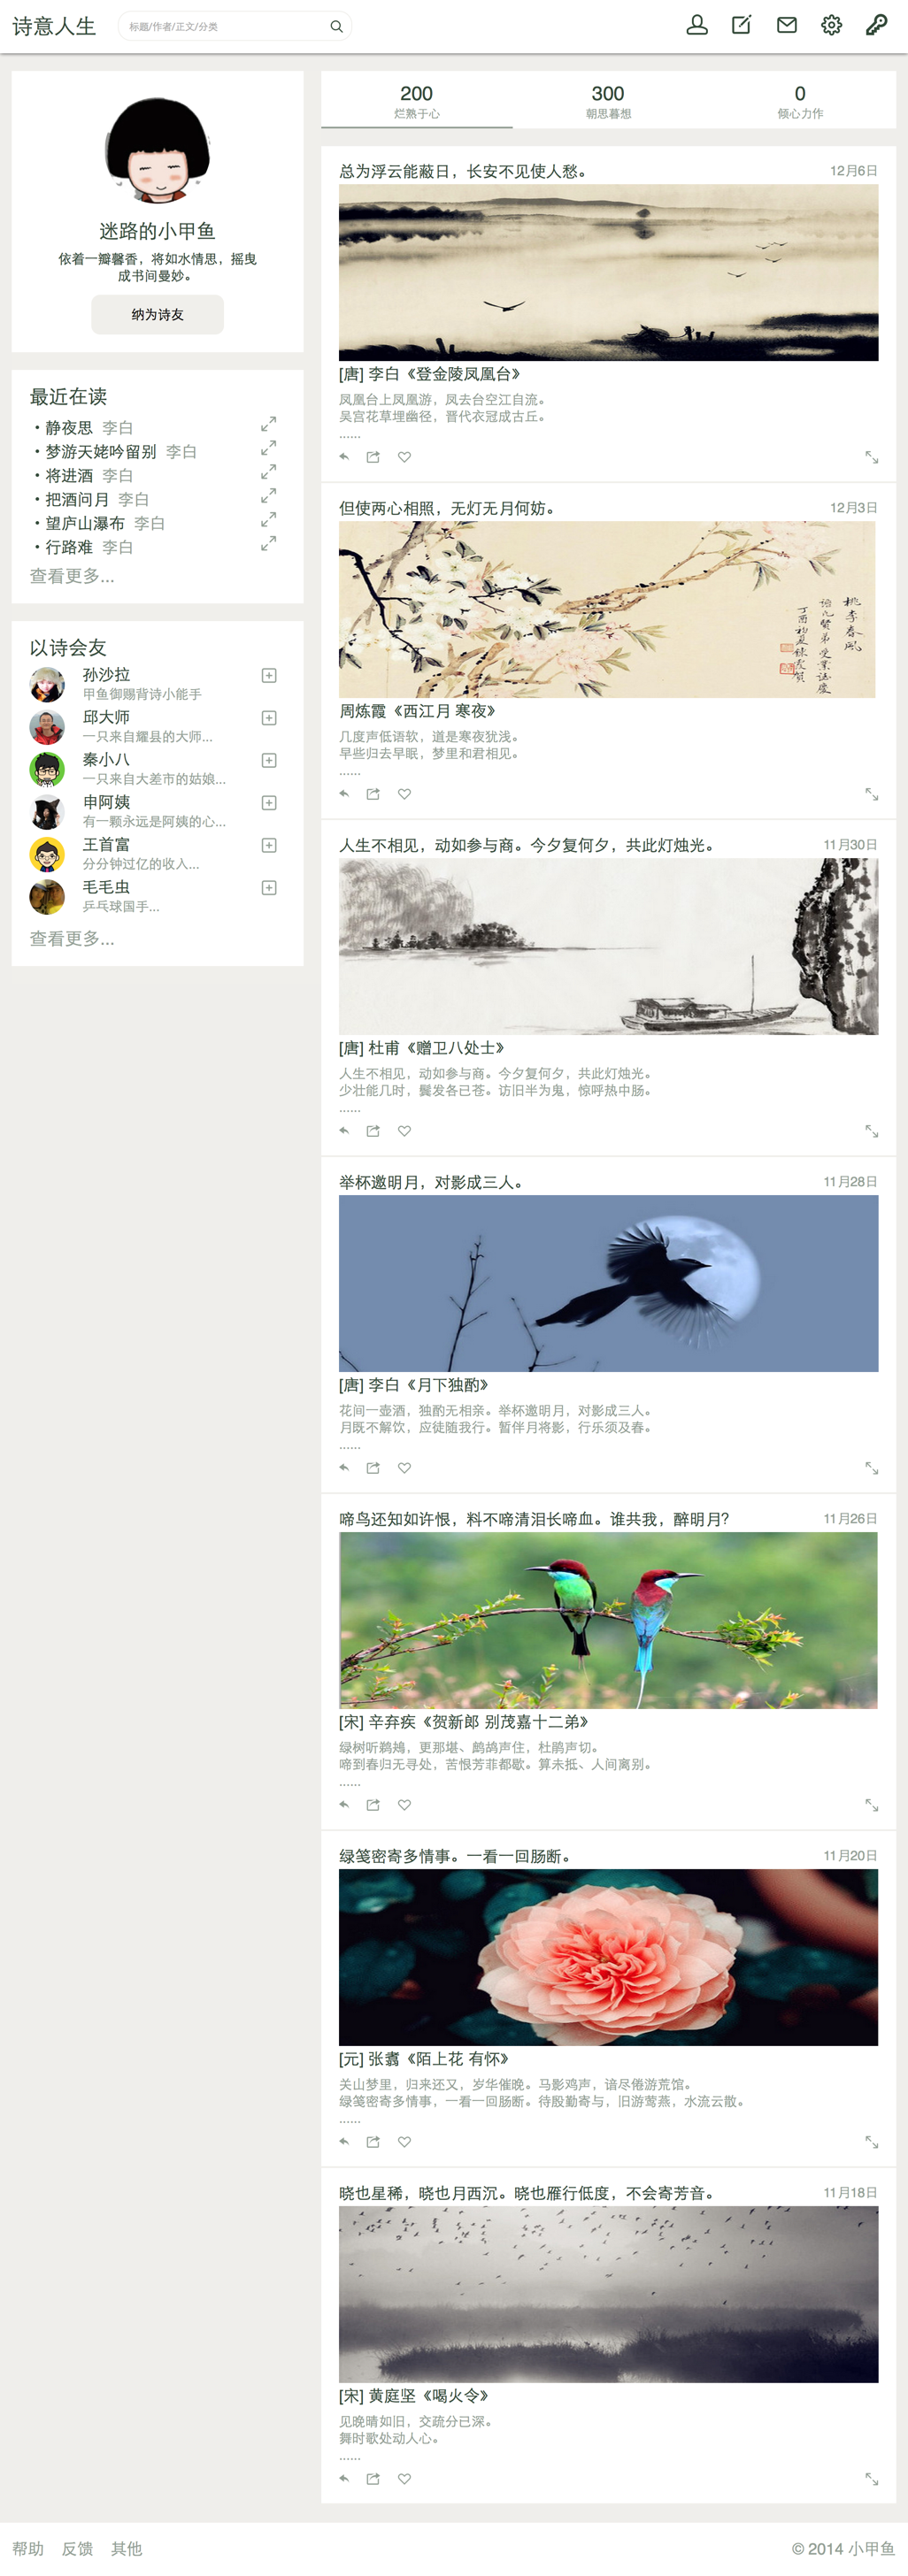 诗意人生
标题/作者/正文/分类
迷路的小甲鱼
依着一瓣馨香，将如水情思，摇曳
成书间曼妙。
纳为诗友
最近在读
・静夜思 李白
・梦游天姥吟留别 李白
・将进酒 李白
・把酒问月 李白
・望庐山瀑布 李白
・行路难 李白
查看更多...
以诗会友
孙沙拉
甲鱼御赐背诗小能手
邱大师
一只来自耀县的大师...
秦小八
一只来自大差市的姑娘...
申阿姨
有一颗永远是阿姨的心...
王首富
分分钟过亿的收入...
毛毛虫
乒乓球国手...
查看更多...
200
烂熟于心
300
朝思暮想
0
倾心力作
总为浮云能蔽日，长安不见使人愁。
12月6日
[唐] 李白《登金陵凤凰台》
凤凰台上凤凰游，凤去台空江自流。
吴宫花草埋幽径，晋代衣冠成古丘。
......
但使两心相照，无灯无月何妨。
12月3日
桃李春风
周炼霞《西江月 寒夜》
几度声低语软，道是寒夜犹浅。
早些归去早眠，梦里和君相见。
......
人生不相见，动如参与商。今夕复何夕，共此灯烛光。
11月30日
[唐] 杜甫《赠卫八处士》
人生不相见，动如参与商。今夕复何夕，共此灯烛光。
少壮能几时，鬓发各已苍。访旧半为鬼，惊呼热中肠。
......
举杯邀明月，对影成三人。
11月28日
[唐] 李白《月下独酌》
花间一壶酒，独酌无相亲。举杯邀明月，对影成三人。
月既不解饮，应徒随我行。暂伴月将影，行乐须及春。
......
啼鸟还知如许恨，料不啼清泪长啼血。谁共我，醉明月？
11月26日
[宋] 辛弃疾《贺新郎 别茂嘉十二弟》
绿树听鹈鴂，更那堪、鹧鸪声住，杜鹃声切。
啼到春归无寻处，苦恨芳菲都歇。算未抵、人间离别。
......
绿笺密寄多情事。一看一回肠断。
11月20日
[元] 张翥《陌上花 有怀》
关山梦里，归来还又，岁华催晚。马影鸡声，谙尽倦游荒馆。
绿笺密寄多情事，一看一回肠断。待殷勤寄与，旧游莺燕，水流云散。
......
晓也星稀，晓也月西沉。晓也雁行低度，不会寄芳音。
11月18日
[宋] 黄庭坚《喝火令》
见晚晴如旧，交疏分已深。
舞时歌处动人心。
......
帮助 反馈 其他
© 2014 小甲鱼